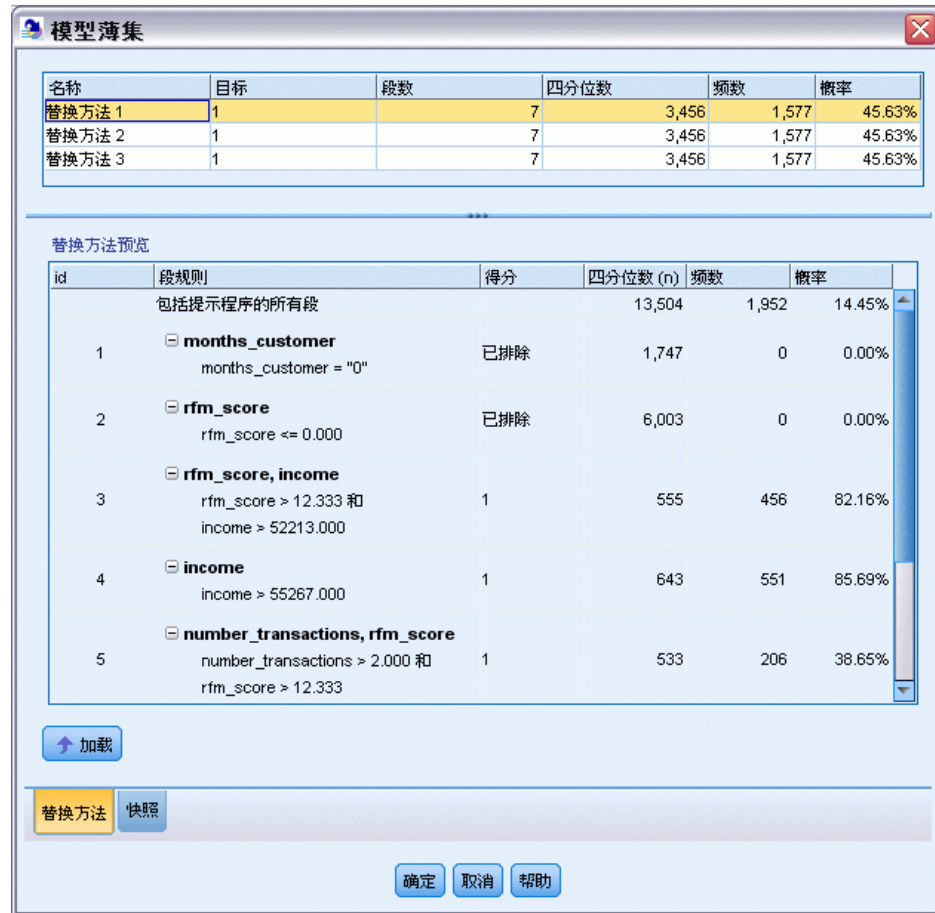 模型薄集
名称 目标 段数 四分位数 频数 概率
替换方法 1 1 7 3,456 1,577 45.63%
替换方法 2 1 7 3,456 1,577 45.63%
替换方法 3 1 7 3,456 1,577 45.63%
替换方法预览
id 段规则 得分 四分位数 (n) 频数 概率
包括提示程序的所有段 13,504 1,952 14.45%
months_customer
1 已排除 1,747 0 0.00%
months_customer = "0"
rfm_score
2 已排除 6,003 0 0.00%
rfm_score <= 0.000
rfm_score, income
3 rfm_score > 12.333 和 1 555 456 82.16%
income > 52213.000
income
4 1 643 551 85.69%
income > 55267.000
number_transactions, rfm_score
5 number_transactions > 2.000 和 1 533 206 38.65%
rfm_score > 12.333
加载
替换方法 快照
确定 取消 帮助